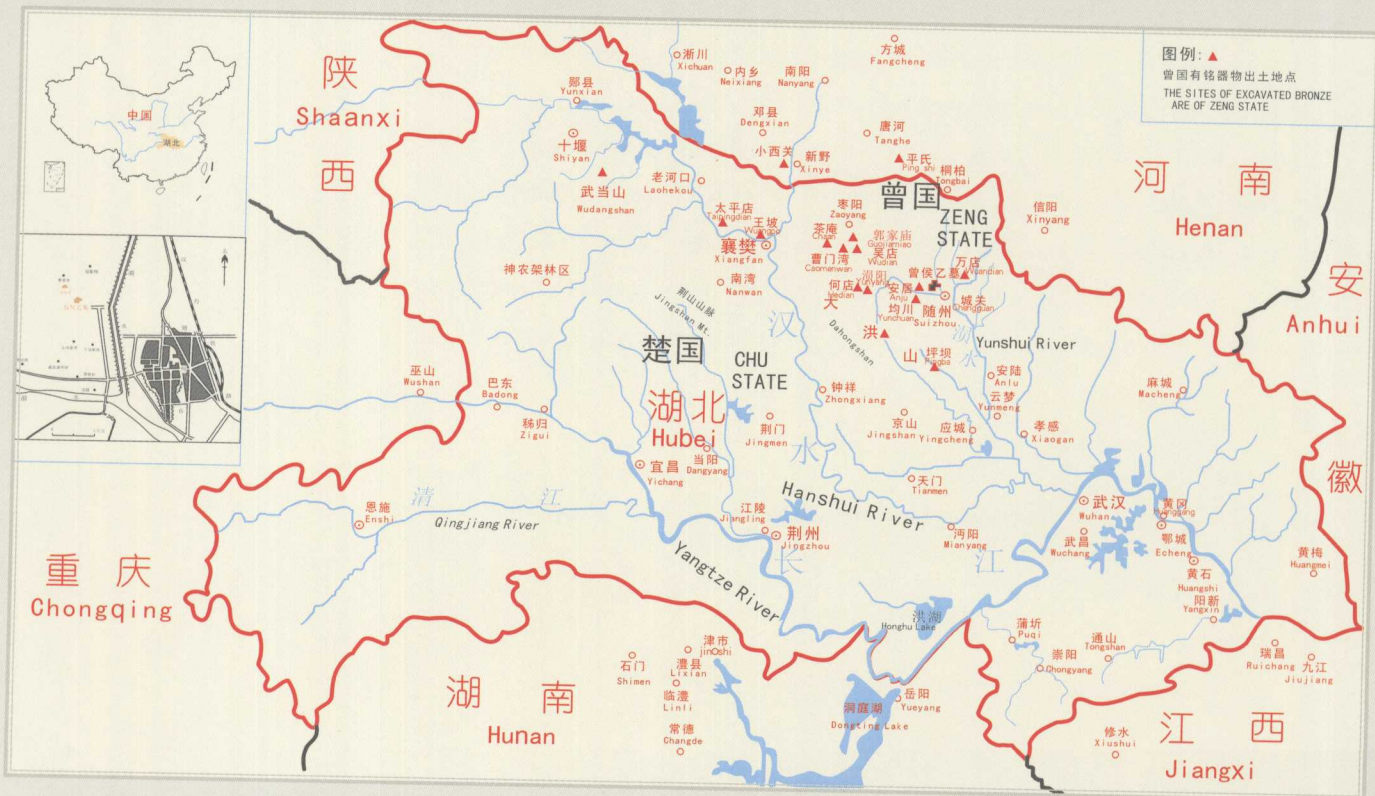 中国
湖北
图例: ▲
曾国有铭器物出土地点
THE SITES OF EXCAVATED BRONZE
ARE OF ZENG STATE
陕
Shaanxi
西
淅川
Xichuan
内乡
Neixiang
南阳
Nanyang
方城
Fangcheng
郧县
Yunxian
邓县
Dengxian
唐河
Tanghe
十堰
Shiyan
小西关
新野
Xinye
平氏
Ping shi
桐柏
Tongbai
河 南
Henan
武当山
Wudangshan
老河口
Laohekou
曾国
ZENG
STATE
信阳
Xinyang
太平店
Taipingdian
王坡
Wangpo
襄樊
Xiangfan
枣阳
Zaoyang
茶庵
Chaan
郭家庙
Guojiamiao
吴店
Wudian
曹门湾
Caomenwan
万店
Wandian
神农架林区
南湾
Nanwan
涢阳
Yunyang
曾侯乙墓
何店
Hedian
安居
Anju
城关
Chengguan
均川
Yunchuan
随州
Suizhou
安
Anhui
徽
荆山山脉
Jingshan Mt.
大
洪
山
Dahongshan
涢
水
Yunshui River
坪坝
Pingba
楚国
CHU
STATE
汉
水
Hanshui River
巫山
Wushan
巴东
Badong
秭归
Zigui
湖北
Hubei
荆门
Jingmen
钟祥
Zhongxiang
京山
Jingshan
应城
Yingcheng
安陆
Anlu
云梦
Yunmeng
孝感
Xiaogan
麻城
Macheng
宜昌
Yichang
当阳
Dangyang
天门
Tianmen
恩施
Enshi
清 江
Qingjiang River
江陵
Jiangling
荆州
Jingzhou
沔阳
Mianyang
武汉
Wuhan
武昌
Wuchang
黄冈
Huanggang
鄂城
Echeng
黄石
Huangshi
黄梅
Huangmei
长 江
Yangtze River
阳新
Yangxin
重 庆
Chongqing
洪湖
Honghu Lake
蒲圻
Puqi
崇阳
Chongyang
通山
Tongshan
瑞昌
Ruichang
九江
Jiujiang
津市
jinshi
石门
Shimen
澧县
Lixian
临澧
Linli
常德
Changde
湖 南
Hunan
洞庭湖
Dongting Lake
岳阳
Yueyang
修水
Xiushui
江 西
Jiangxi